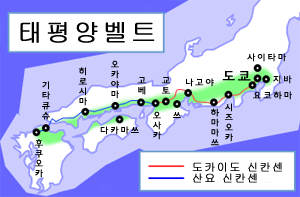 태평양벨트
사이타마
도쿄
지바
요코하마
나고야
교토
고베
오카야마
히로시마
기타큐슈
후쿠오카
다카마쓰
오사카
쓰
하마마쓰
시즈오카
도카이도 신칸센
산요 신칸센